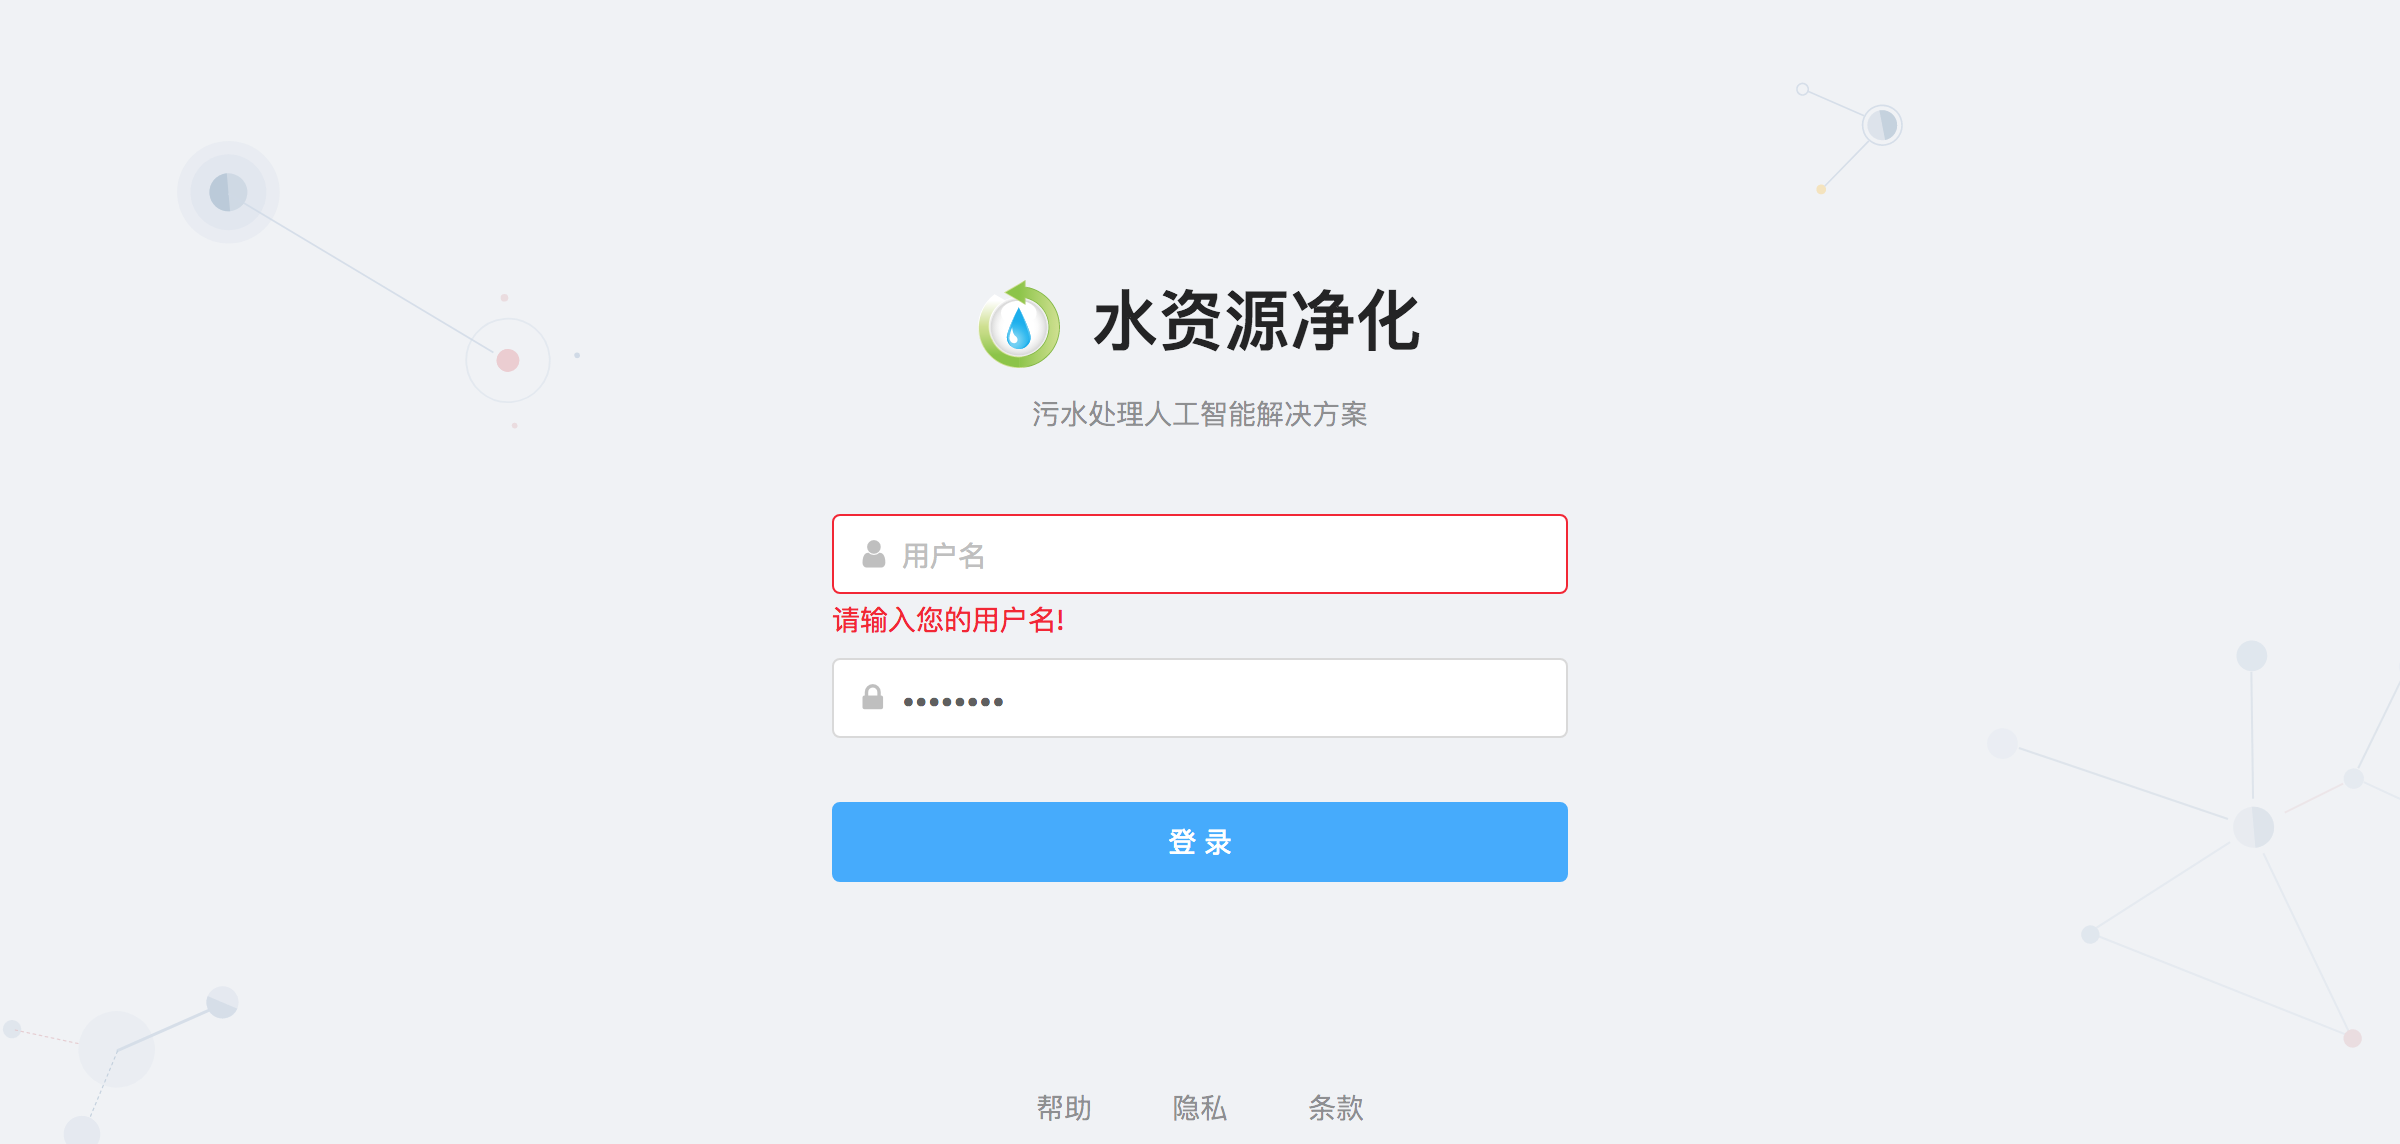 水资源净化
污水处理人工智能解决方案
用户名
请输入您的用户名!
••••••••
登 录
帮助 隐私 条款